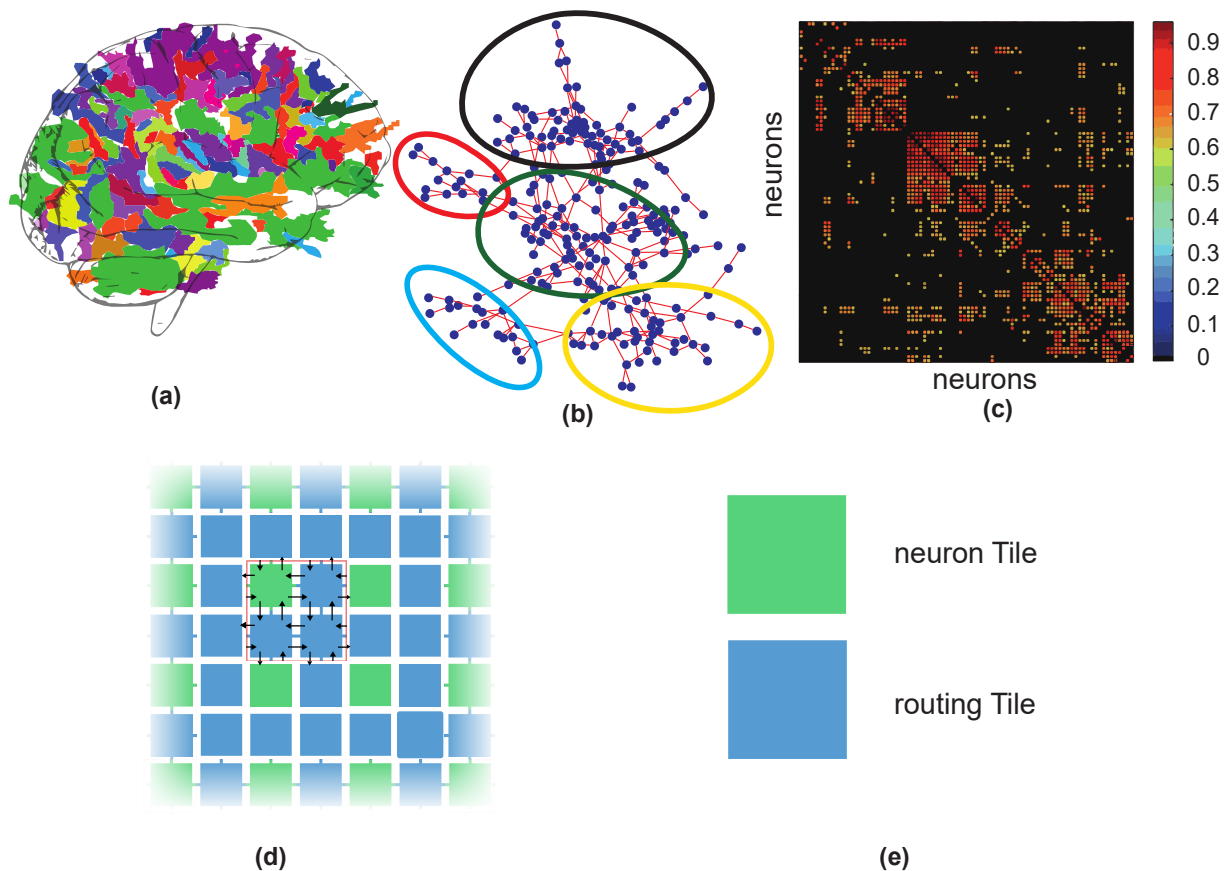 (a)
(b)
neurons
neurons
(c)
0.9
0.8
0.7
0.6
0.5
0.4
0.3
0.2
0.1
0
(d)
neuron Tile
routing Tile
(e)